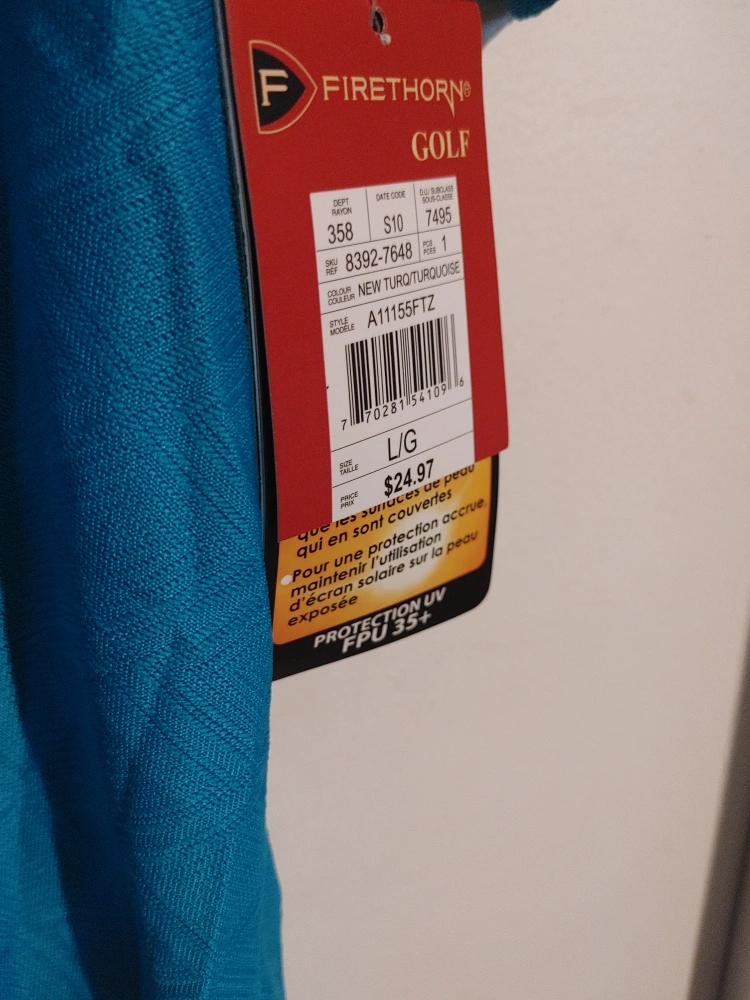 F FIRETHORN®
GOLF
DEPT RAYON 358
DATE CODE S10
D.U./SUBCLASS SOUS-CLASSE 7495
SKU RÉF 8392-7648
PCS PCES 1
COLOUR COULEUR NEW TURQ/TURQUOISE
STYLE MODÈLE A11155FTZ
7 70281 54109 6
SIZE TAILLE L/G
PRICE PRIX $24.97
que les surfaces de peau
qui en sont couvertes
• Pour une protection accrue,
maintenir l'utilisation
d'écran solaire sur la peau
exposée
PROTECTION UV
FPU 35+